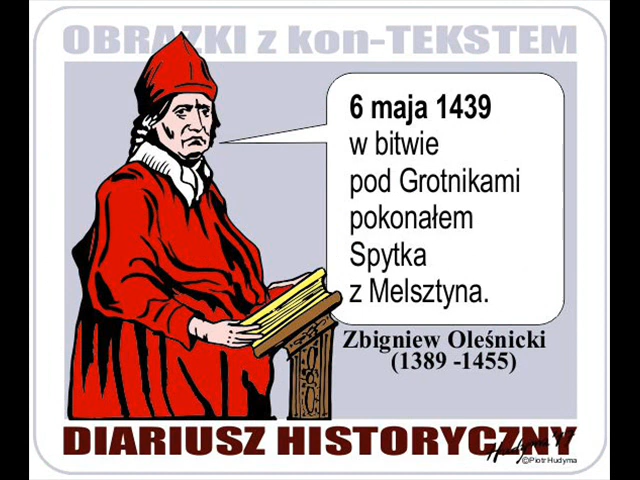 OBRAZKI z kon-TEKSTEM
6 maja 1439
w bitwie
pod Grotnikami
pokonałem
Spytka
z Melsztyna.
Zbigniew Oleśnicki
(1389 -1455)
DIARIUSZ HISTORYCZNY
©Piotr Hudyma